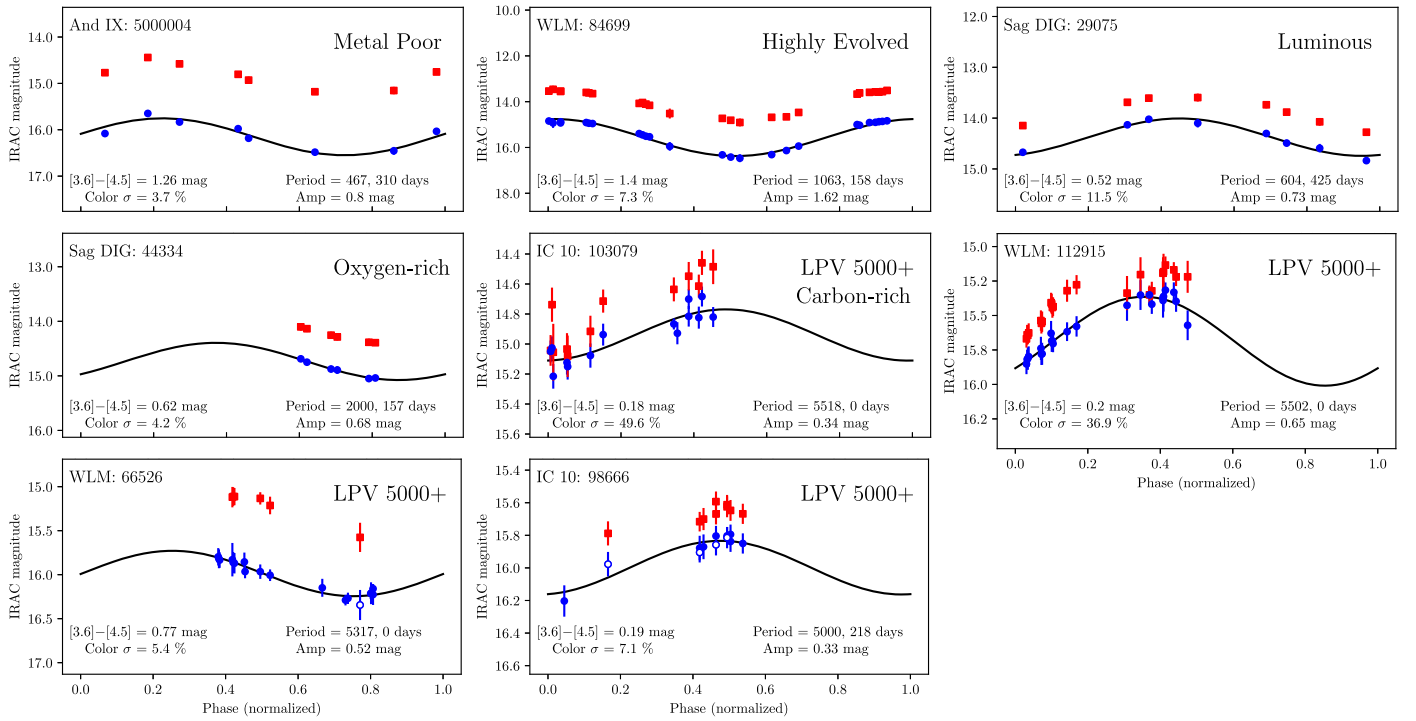 And IX: 5000004
Metal Poor
14.0
15.0
16.0
17.0
IRAC magnitude
[3.6]−[4.5] = 1.26 mag
Color σ = 3.7 %
Period = 467, 310 days
Amp = 0.8 mag
WLM: 84699
Highly Evolved
10.0
12.0
14.0
16.0
18.0
IRAC magnitude
[3.6]−[4.5] = 1.4 mag
Color σ = 7.3 %
Period = 1063, 158 days
Amp = 1.62 mag
Sag DIG: 29075
Luminous
12.0
13.0
14.0
15.0
IRAC magnitude
[3.6]−[4.5] = 0.52 mag
Color σ = 11.5 %
Period = 604, 425 days
Amp = 0.73 mag
Sag DIG: 44334
Oxygen-rich
13.0
14.0
15.0
16.0
IRAC magnitude
[3.6]−[4.5] = 0.62 mag
Color σ = 4.2 %
Period = 2000, 157 days
Amp = 0.68 mag
IC 10: 103079
LPV 5000+
Carbon-rich
14.4
14.6
14.8
15.0
15.2
15.4
15.6
IRAC magnitude
[3.6]−[4.5] = 0.18 mag
Color σ = 49.6 %
Period = 5518, 0 days
Amp = 0.34 mag
WLM: 112915
LPV 5000+
15.0
15.2
15.5
15.8
16.0
16.2
IRAC magnitude
[3.6]−[4.5] = 0.2 mag
Color σ = 36.9 %
Period = 5502, 0 days
Amp = 0.65 mag
0.0 0.2 0.4 0.6 0.8 1.0
Phase (normalized)
WLM: 66526
LPV 5000+
15.0
15.5
16.0
16.5
17.0
IRAC magnitude
[3.6]−[4.5] = 0.77 mag
Color σ = 5.4 %
Period = 5317, 0 days
Amp = 0.52 mag
0.0 0.2 0.4 0.6 0.8 1.0
Phase (normalized)
IC 10: 98666
LPV 5000+
15.4
15.6
15.8
16.0
16.2
16.4
16.6
IRAC magnitude
[3.6]−[4.5] = 0.19 mag
Color σ = 7.1 %
Period = 5000, 218 days
Amp = 0.33 mag
0.0 0.2 0.4 0.6 0.8 1.0
Phase (normalized)